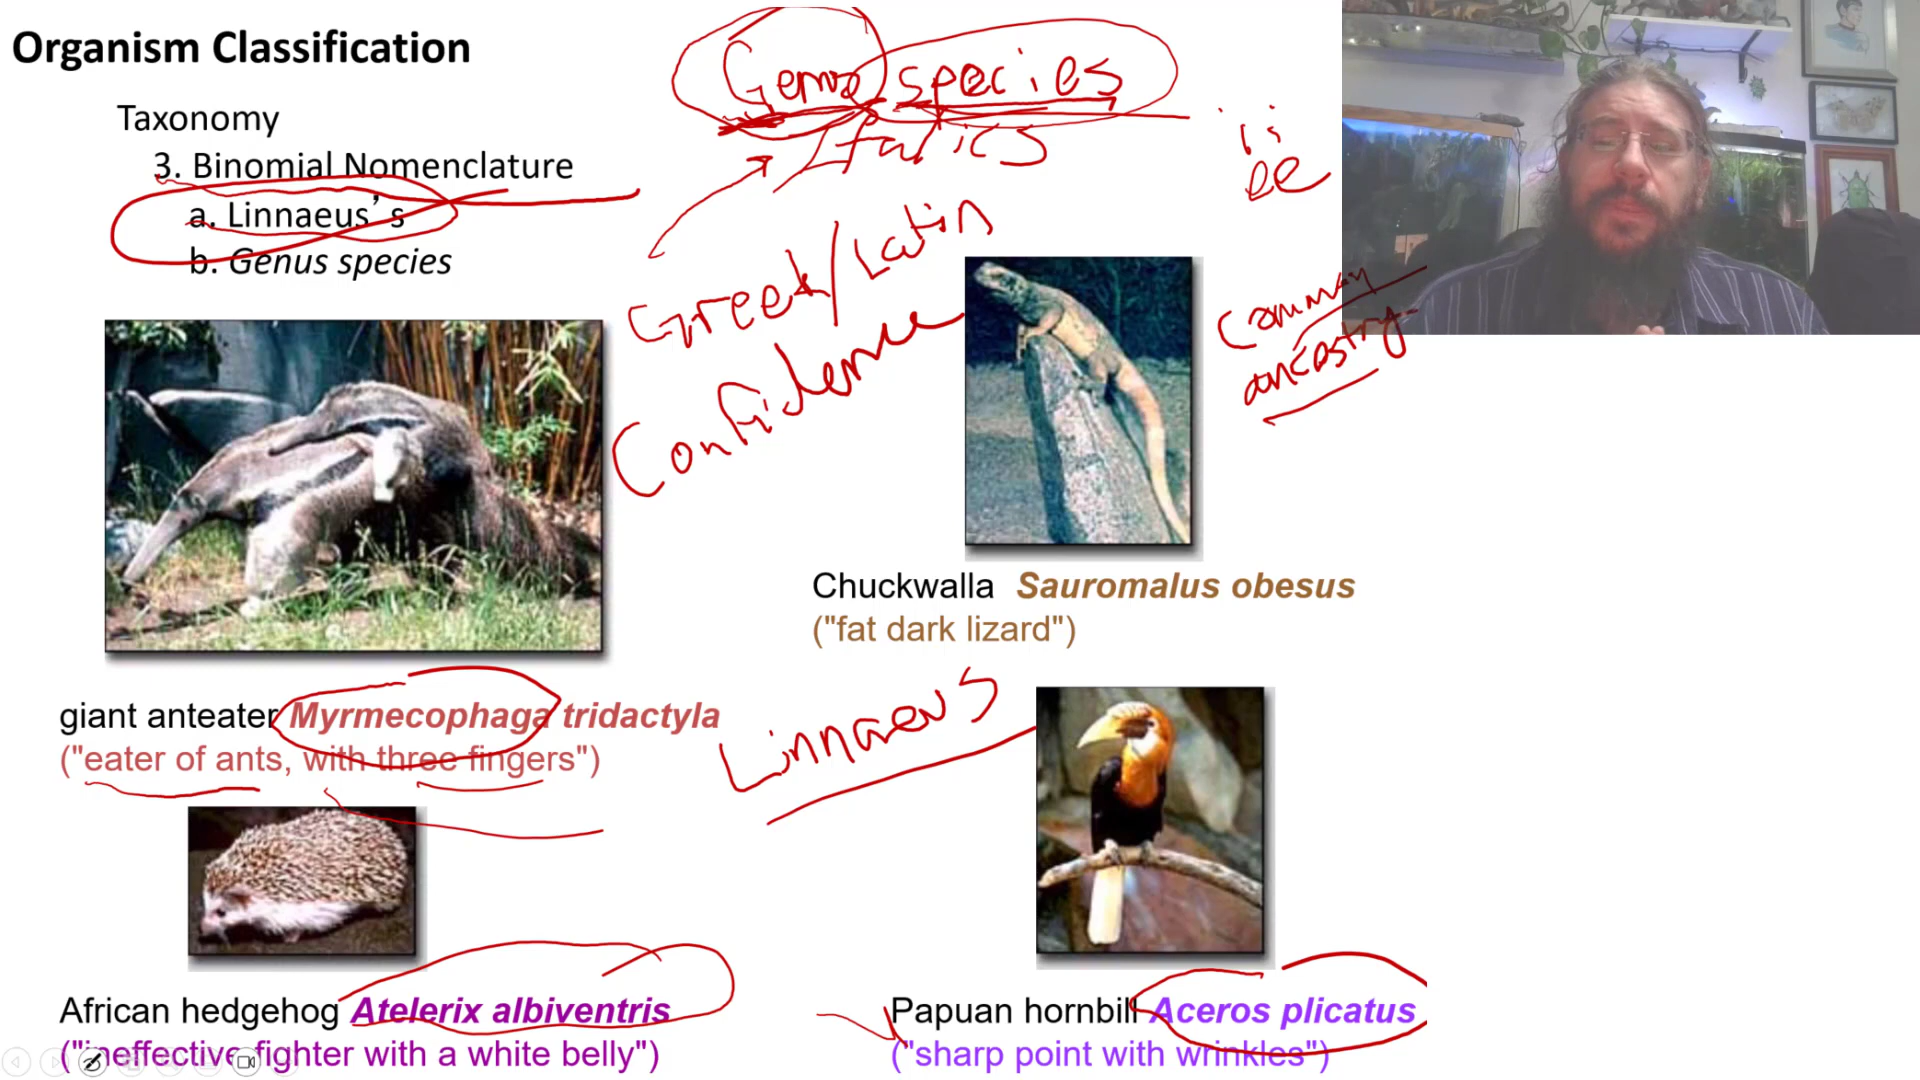 Organism Classification
Taxonomy
3. Binomial Nomenclature
a. Linnaeus's
b. Genus species
Genus species
Italics
Greek/Latin
Confidence
is
ee
Common
ancestry
Chuckwalla Sauromalus obesus
("fat dark lizard")
giant anteater Myrmecophaga tridactyla
("eater of ants, with three fingers")
Linnaeus
African hedgehog Atelerix albiventris
("ineffective fighter with a white belly")
Papuan hornbill Aceros plicatus
("sharp point with wrinkles")